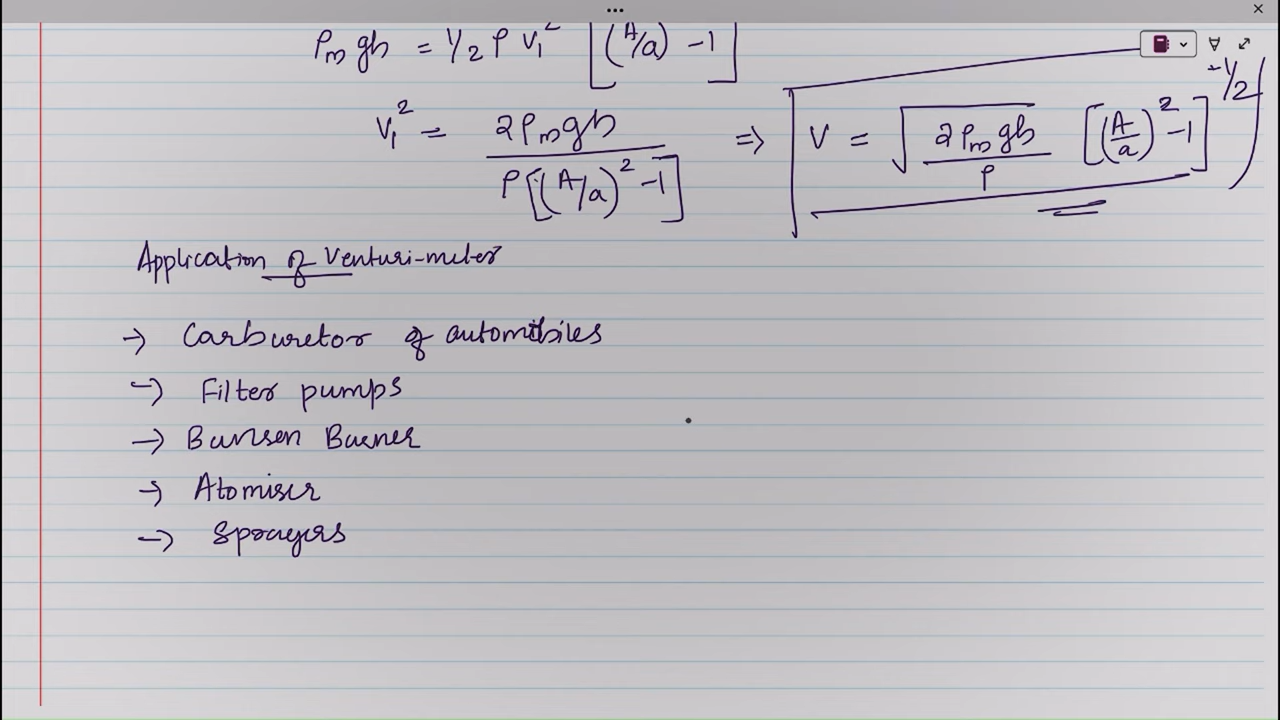 ρm gh = 1/2 ρ v₁² [(A/a) -1]
v₁² = 2ρm gh / ρ[(A/a)² -1] => V = √(2ρm gh / ρ) [(A/a)² -1]^-1/2
Application of Venturi-meter
→ Carburetor of automobiles
→ Filter pumps
→ Bunsen Burner
→ Atomiser
→ Sprayers